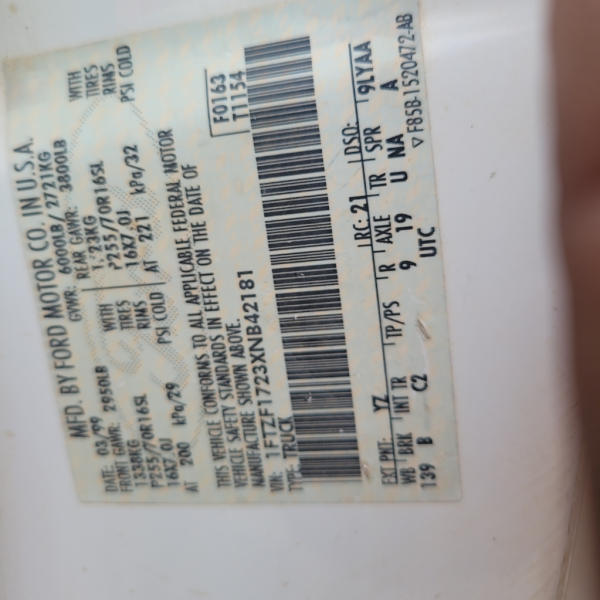 MFD. BY FORD MOTOR CO. IN U.S.A.
DATE: 03/99 GVWR: 6000LB/2721KG
FRONT GAWR: 2950LB REAR GAWR: 3800LB
1338KG WITH 1723KG WITH
P255/70R16SL TIRES P255/70R16SL TIRES
16X7.0J RIMS 16X7.0J RIMS
AT 200 kPa/29 PSI COLD AT 221 kPa/32 PSI COLD
THIS VEHICLE CONFORMS TO ALL APPLICABLE FEDERAL MOTOR
VEHICLE SAFETY STANDARDS IN EFFECT ON THE DATE OF
MANUFACTURE SHOWN ABOVE.
F0163
T1154
VIN: 1FTZF1723XNB42181
TYPE: TRUCK
EXT PNT: YZ RC: 21 DSO:
WB BRK INT TR TP/PS R AXLE TR SPR 9LYAA
139 B C2 9 19 U NA A
UTC ▽F85B-1520472-AB